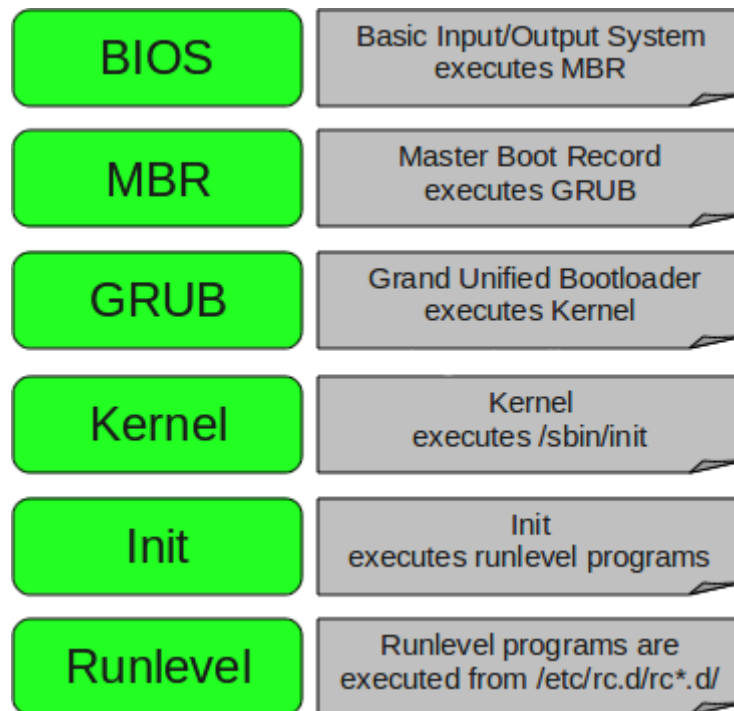 BIOS
Basic Input/Output System
executes MBR
MBR
Master Boot Record
executes GRUB
GRUB
Grand Unified Bootloader
executes Kernel
Kernel
Kernel
executes /sbin/init
Init
Init
executes runlevel programs
Runlevel
Runlevel programs are
executed from /etc/rc.d/rc*.d/